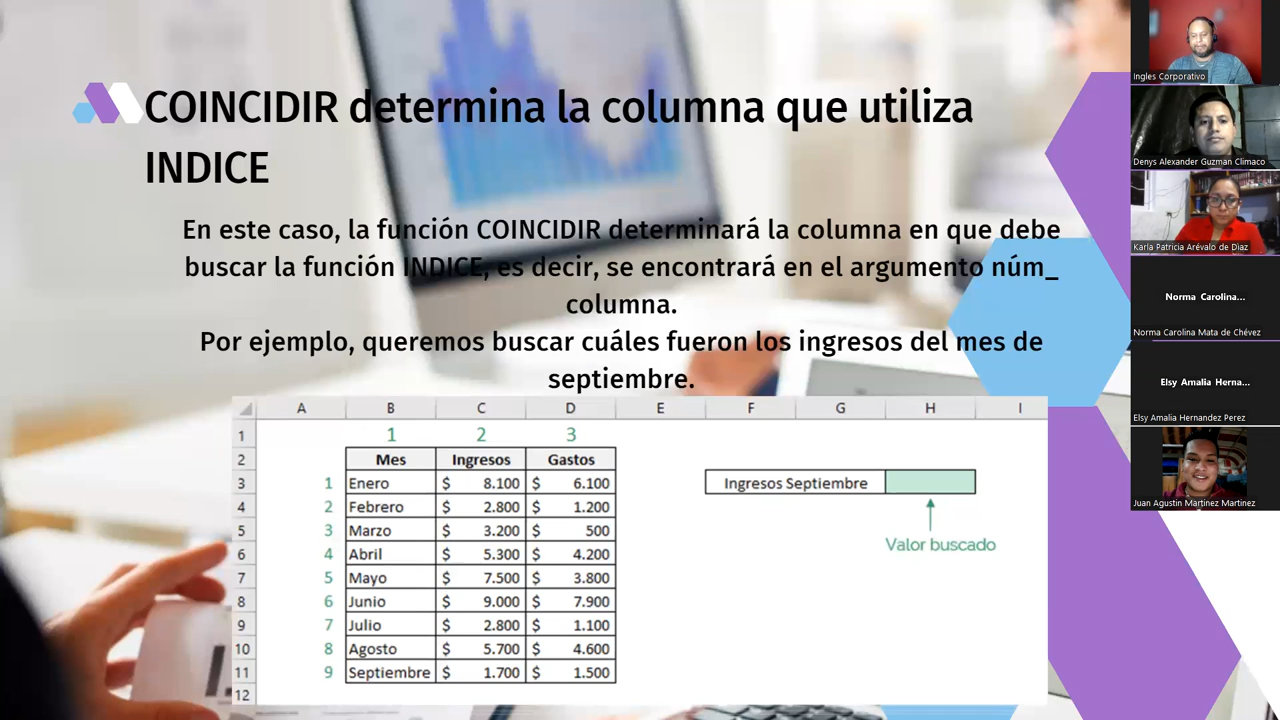 COINCIDIR determina la columna que utiliza
INDICE
En este caso, la función COINCIDIR determinará la columna en que debe
buscar la función INDICE, es decir, se encontrará en el argumento núm_
columna.
Por ejemplo, queremos buscar cuáles fueron los ingresos del mes de
septiembre.
A B C D E F G H I
1 1 2 3
2 Mes Ingresos Gastos
3 1 Enero $ 8.100 $ 6.100 Ingresos Septiembre
4 2 Febrero $ 2.800 $ 1.200
5 3 Marzo $ 3.200 $ 500
6 4 Abril $ 5.300 $ 4.200 Valor buscado
7 5 Mayo $ 7.500 $ 3.800
8 6 Junio $ 9.000 $ 7.900
9 7 Julio $ 2.800 $ 1.100
10 8 Agosto $ 5.700 $ 4.600
11 9 Septiembre $ 1.700 $ 1.500
12
Ingles Corporativo
Denys Alexander Guzman Climaco
Karla Patricia Arévalo de Diaz
Norma Carolina...
Norma Carolina Mata de Chévez
Elsy Amalia Herna...
Elsy Amalia Hernandez Perez
Juan Agustin Martinez Martinez